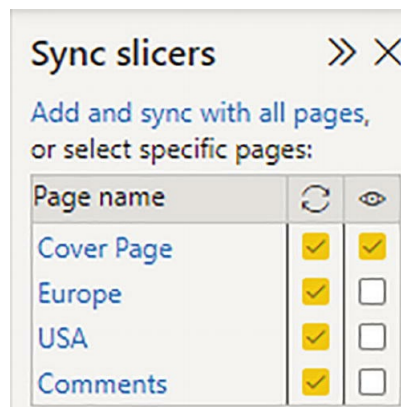 Sync slicers
Add and sync with all pages,
or select specific pages:
Page name
Cover Page
Europe
USA
Comments